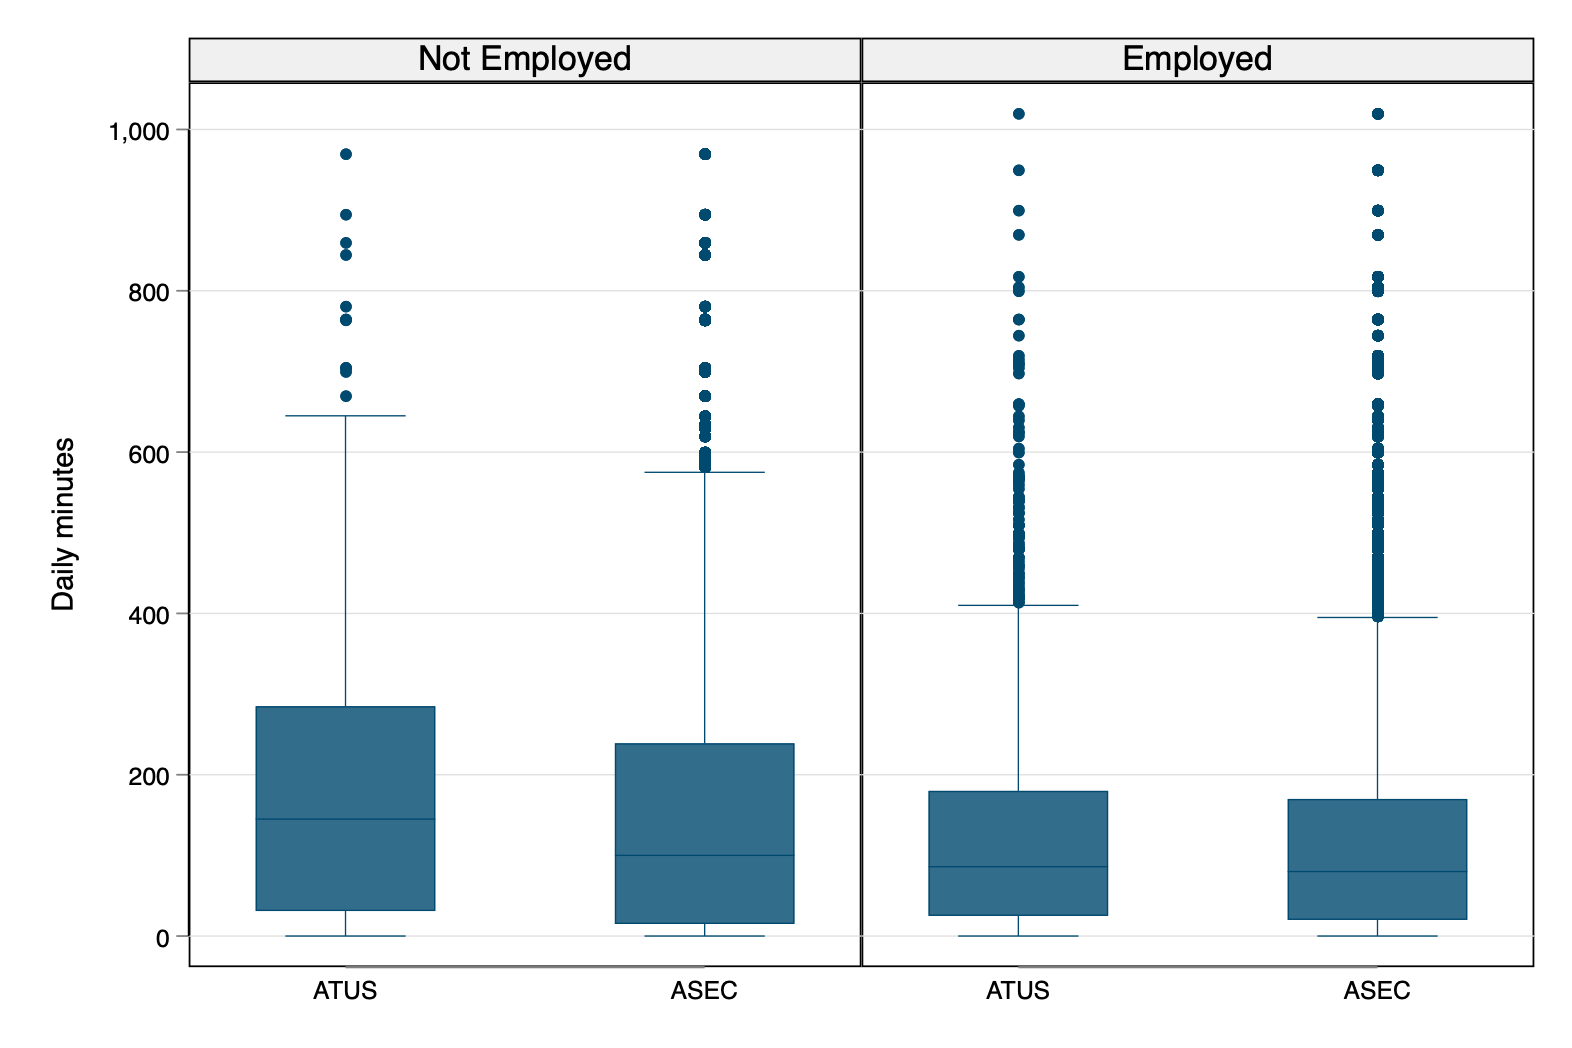 Not Employed
Employed
1,000
800
600
400
200
0
Daily minutes
ATUS
ASEC
ATUS
ASEC